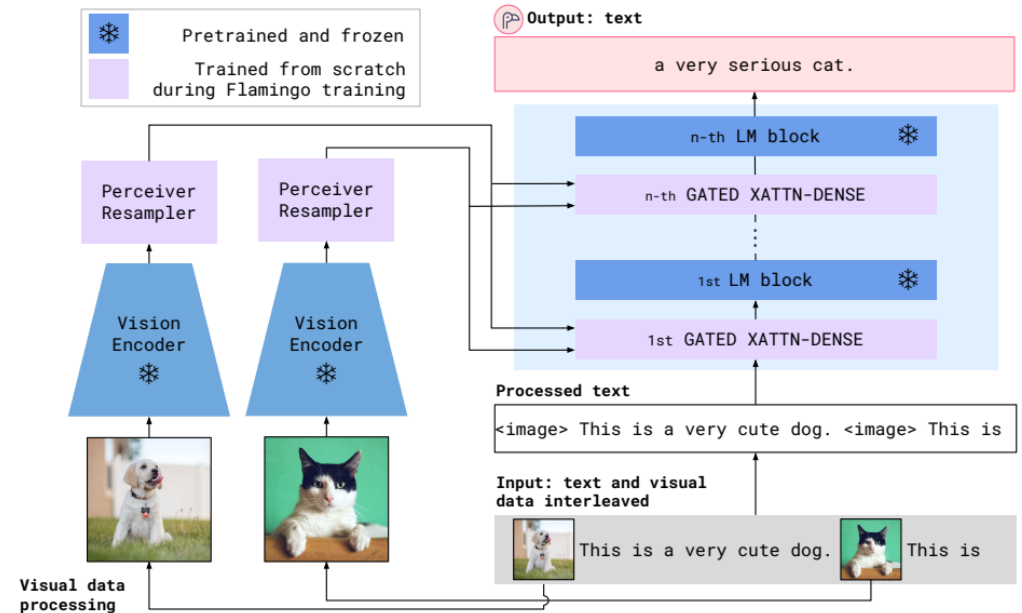 Pretrained and frozen
Trained from scratch
during Flamingo training
Output: text
a very serious cat.
n-th LM block
n-th GATED XATTN-DENSE
1st LM block
1st GATED XATTN-DENSE
Perceiver
Resampler
Perceiver
Resampler
Vision
Encoder
Vision
Encoder
Processed text
<image> This is a very cute dog. <image> This is
Input: text and visual
data interleaved
This is a very cute dog. This is
Visual data
processing